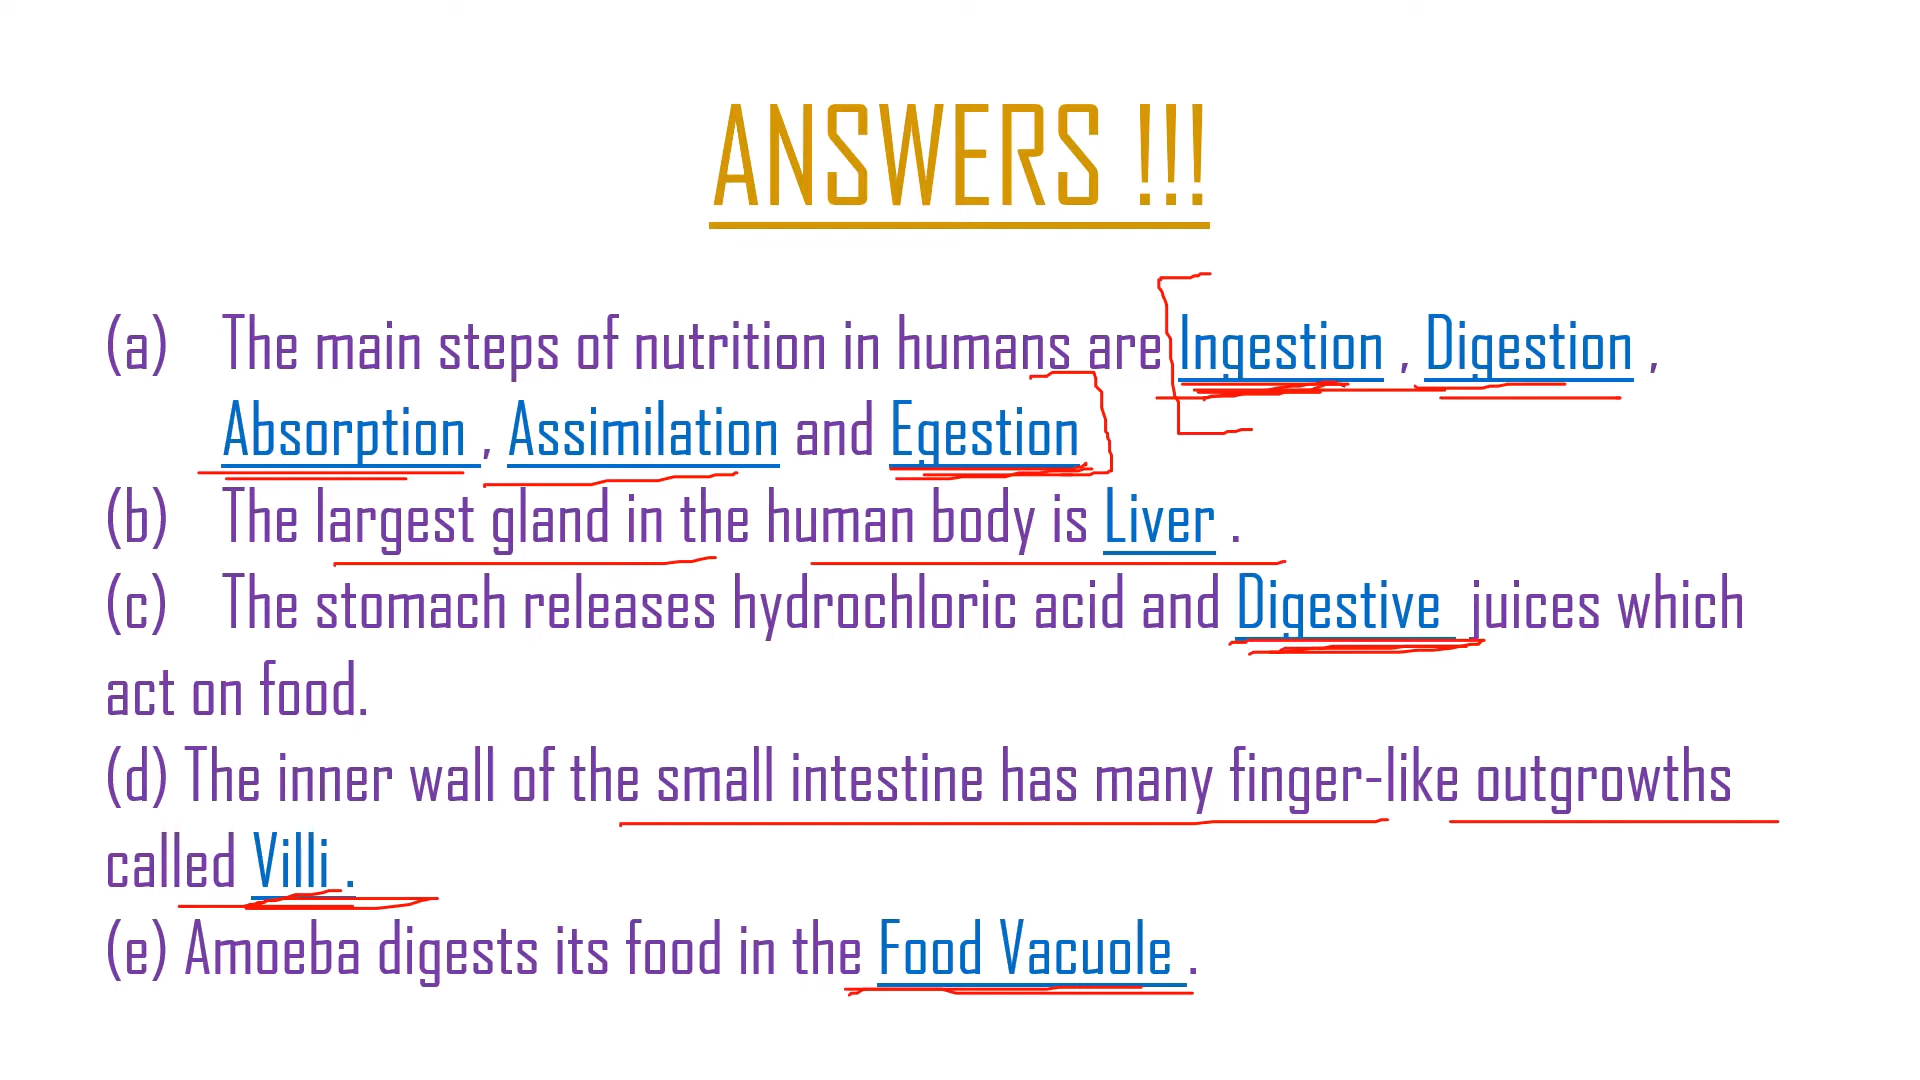 ANSWERS !!!
(a) The main steps of nutrition in humans are Ingestion , Digestion ,
Absorption , Assimilation and Egestion
(b) The largest gland in the human body is Liver .
(c) The stomach releases hydrochloric acid and Digestive juices which
act on food.
(d) The inner wall of the small intestine has many finger-like outgrowths
called Villi .
(e) Amoeba digests its food in the Food Vacuole .